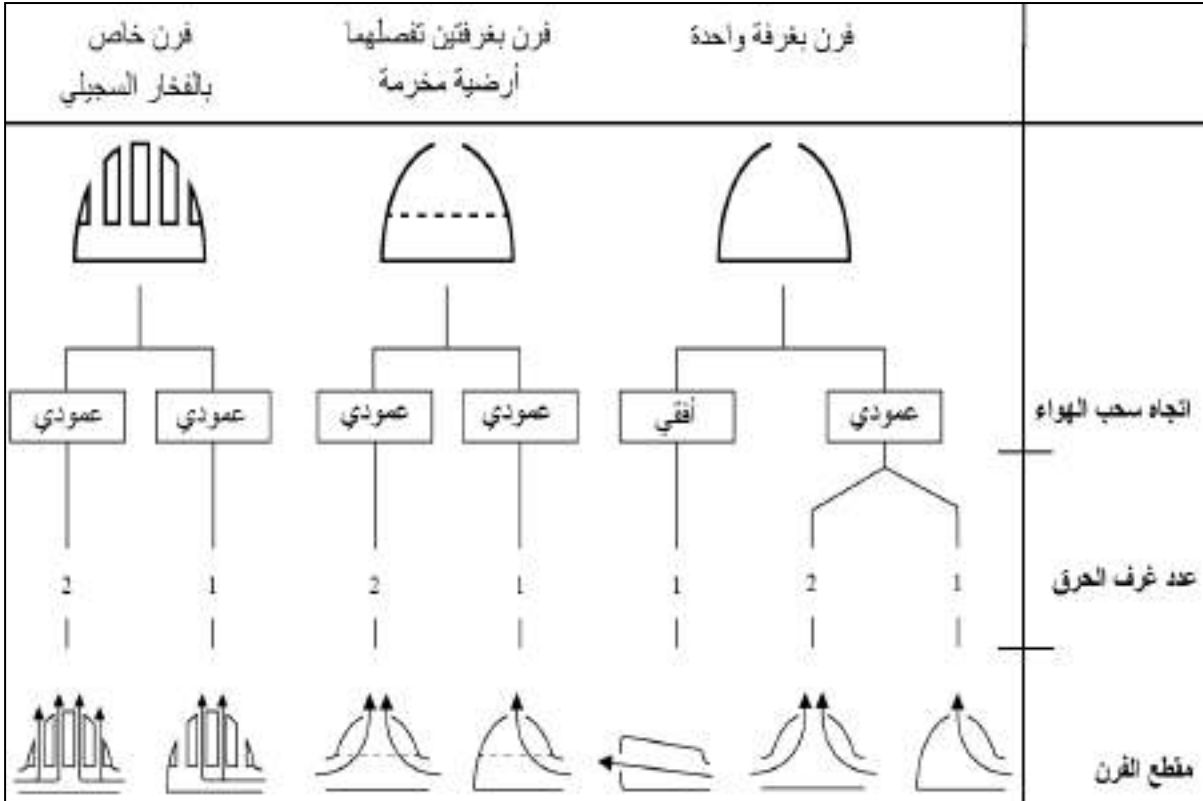 فرن بغرفة واحدة
فرن بغرفتين تفصلهما
أرضية مخرمة
فرن خاص
بالفخار السجيلي
اتجاه سحب الهواء
عمودي
أفقي
عمودي
عمودي
عمودي
عمودي
عدد غرف الحرق
1
2
1
1
2
1
2
مقطع الفرن